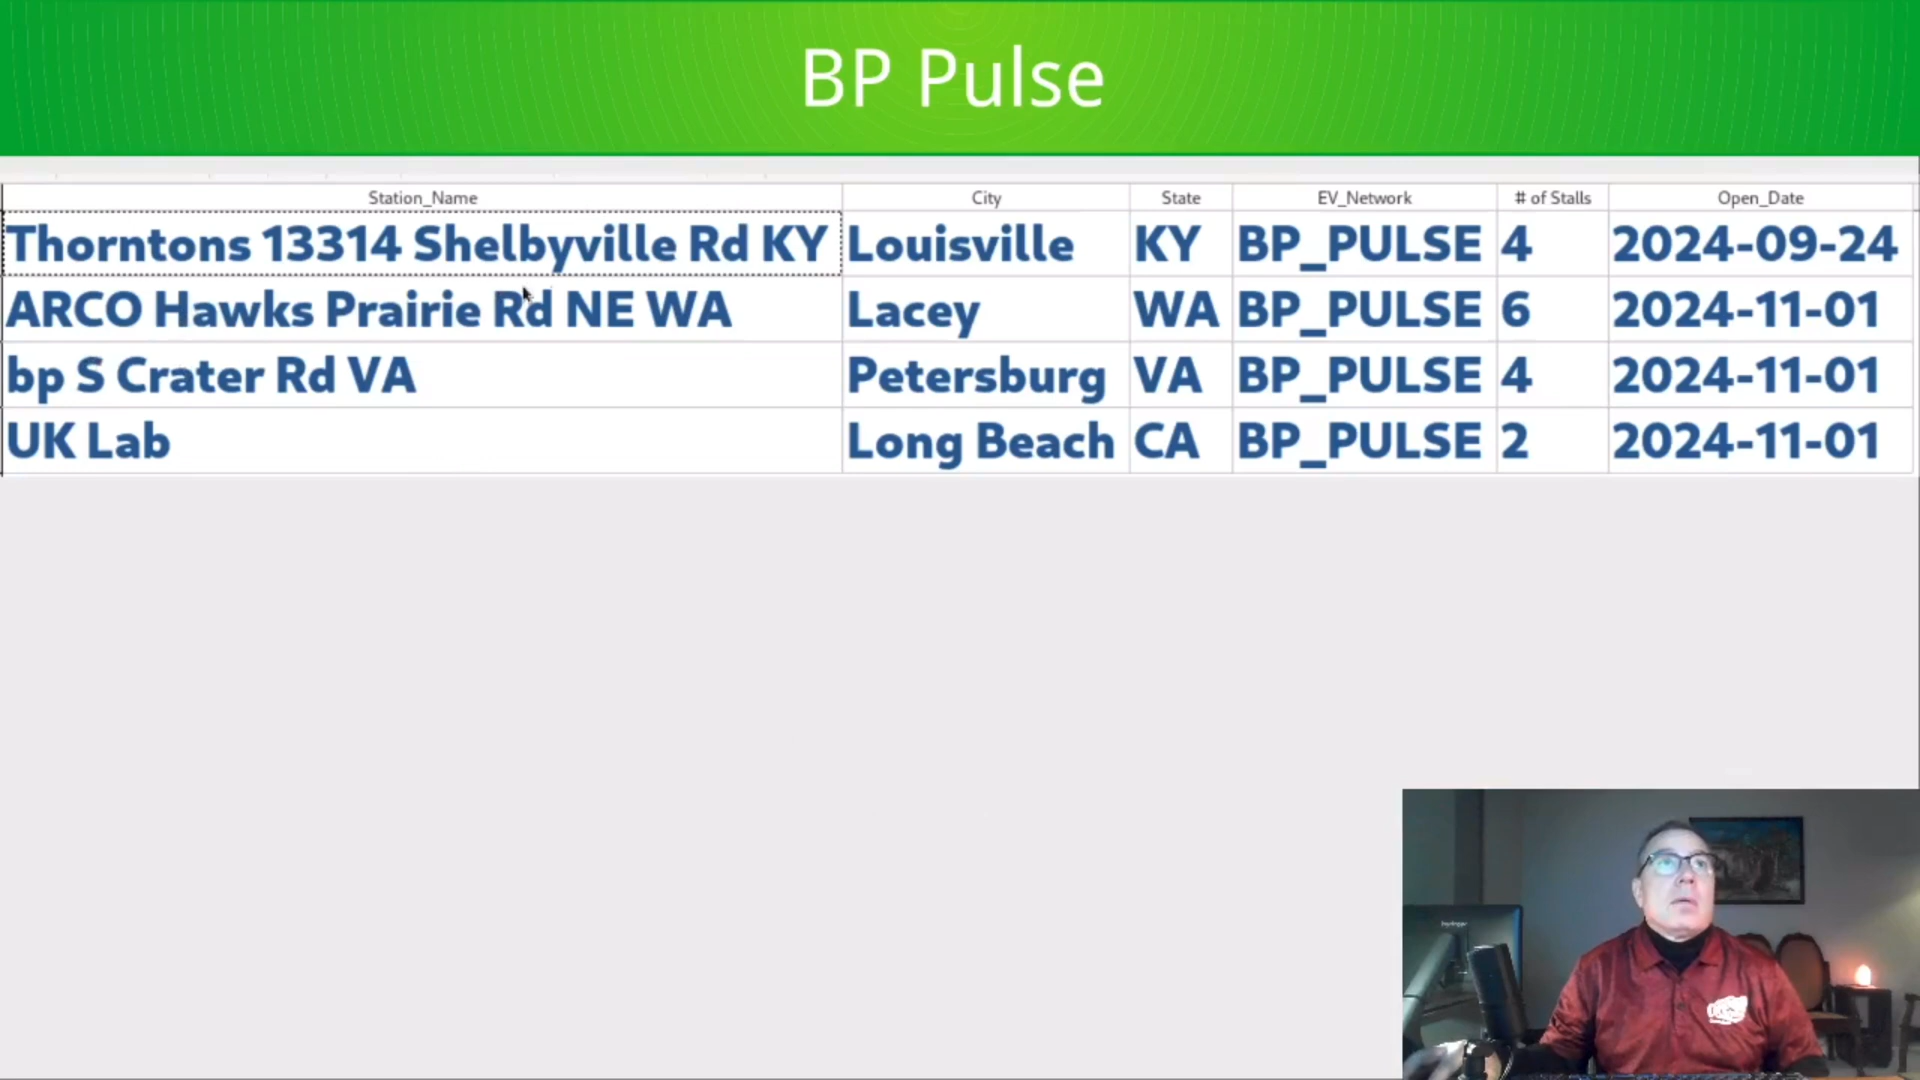 BP Pulse
Station_Name City State EV_Network # of Stalls Open_Date
Thorntons 13314 Shelbyville Rd KY Louisville KY BP_PULSE 4 2024-09-24
ARCO Hawks Prairie Rd NE WA Lacey WA BP_PULSE 6 2024-11-01
bp S Crater Rd VA Petersburg VA BP_PULSE 4 2024-11-01
UK Lab Long Beach CA BP_PULSE 2 2024-11-01